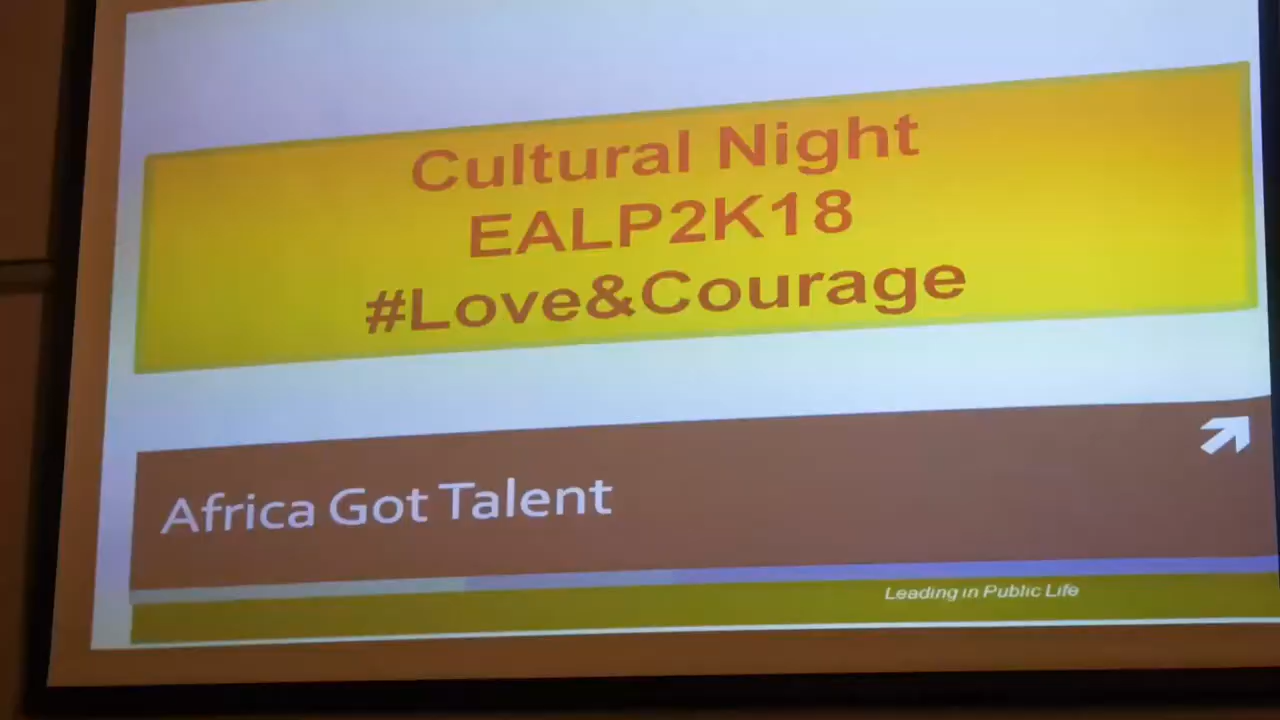 Cultural Night
EALP2K18
#Love&Courage
Africa Got Talent
Leading in Public Life